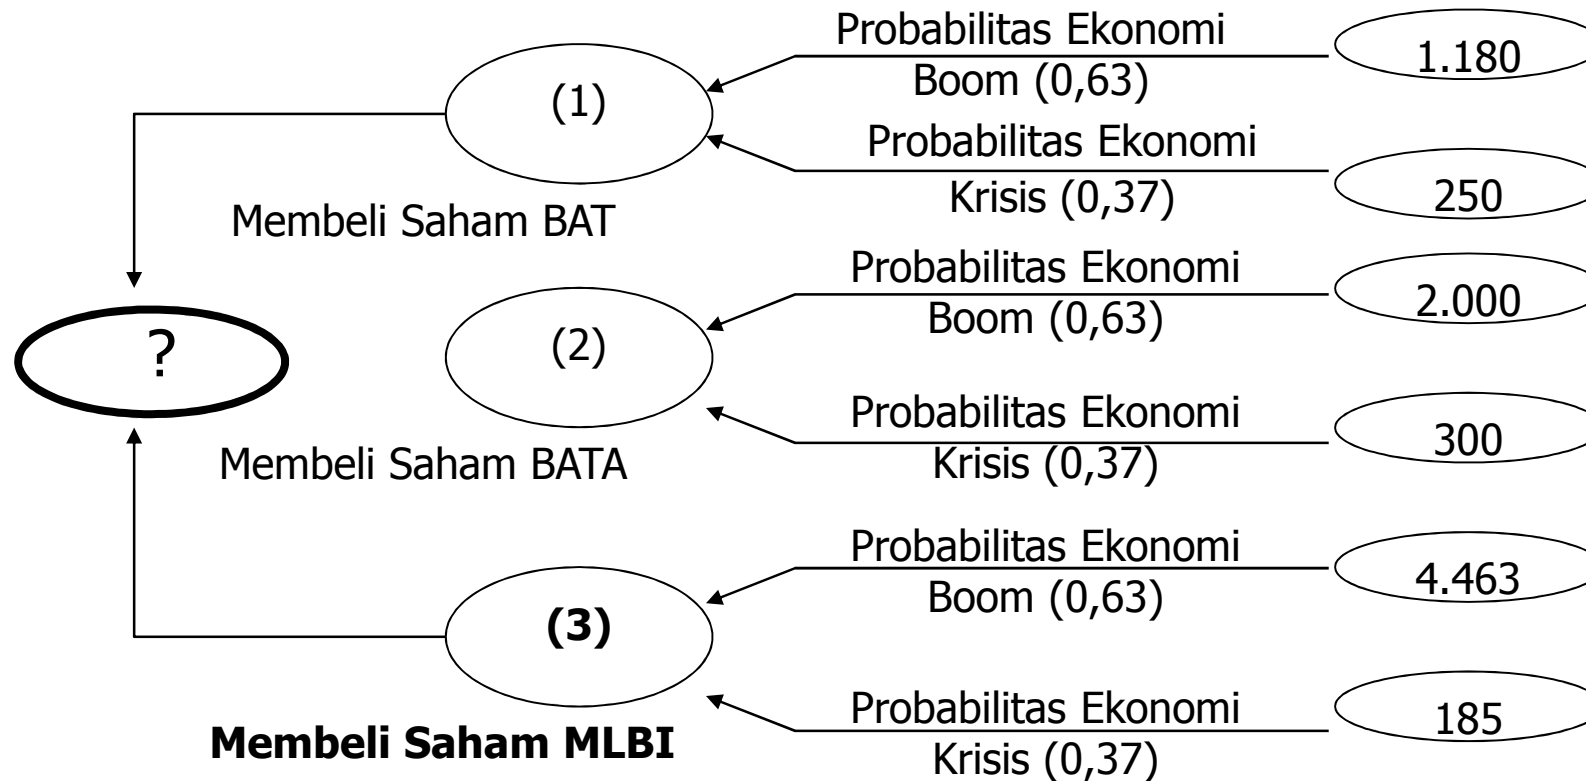 Probabilitas Ekonomi
Boom (0,63)
1.180
(1)
Probabilitas Ekonomi
Krisis (0,37)
250
Membeli Saham BAT
Probabilitas Ekonomi
Boom (0,63)
2.000
?
(2)
Probabilitas Ekonomi
Krisis (0,37)
300
Membeli Saham BATA
Probabilitas Ekonomi
Boom (0,63)
4.463
(3)
Probabilitas Ekonomi
Krisis (0,37)
185
Membeli Saham MLBI